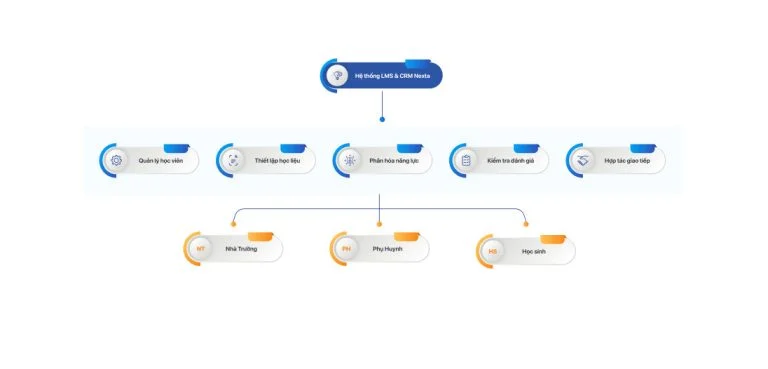 Hệ thống LMS & CRM Nexta
Quản lý học viên
Thiết lập học liệu
Phân hóa năng lực
Kiểm tra đánh giá
Hợp tác giao tiếp
NT
Nhà Trường
PH
Phụ Huynh
HS
Học sinh